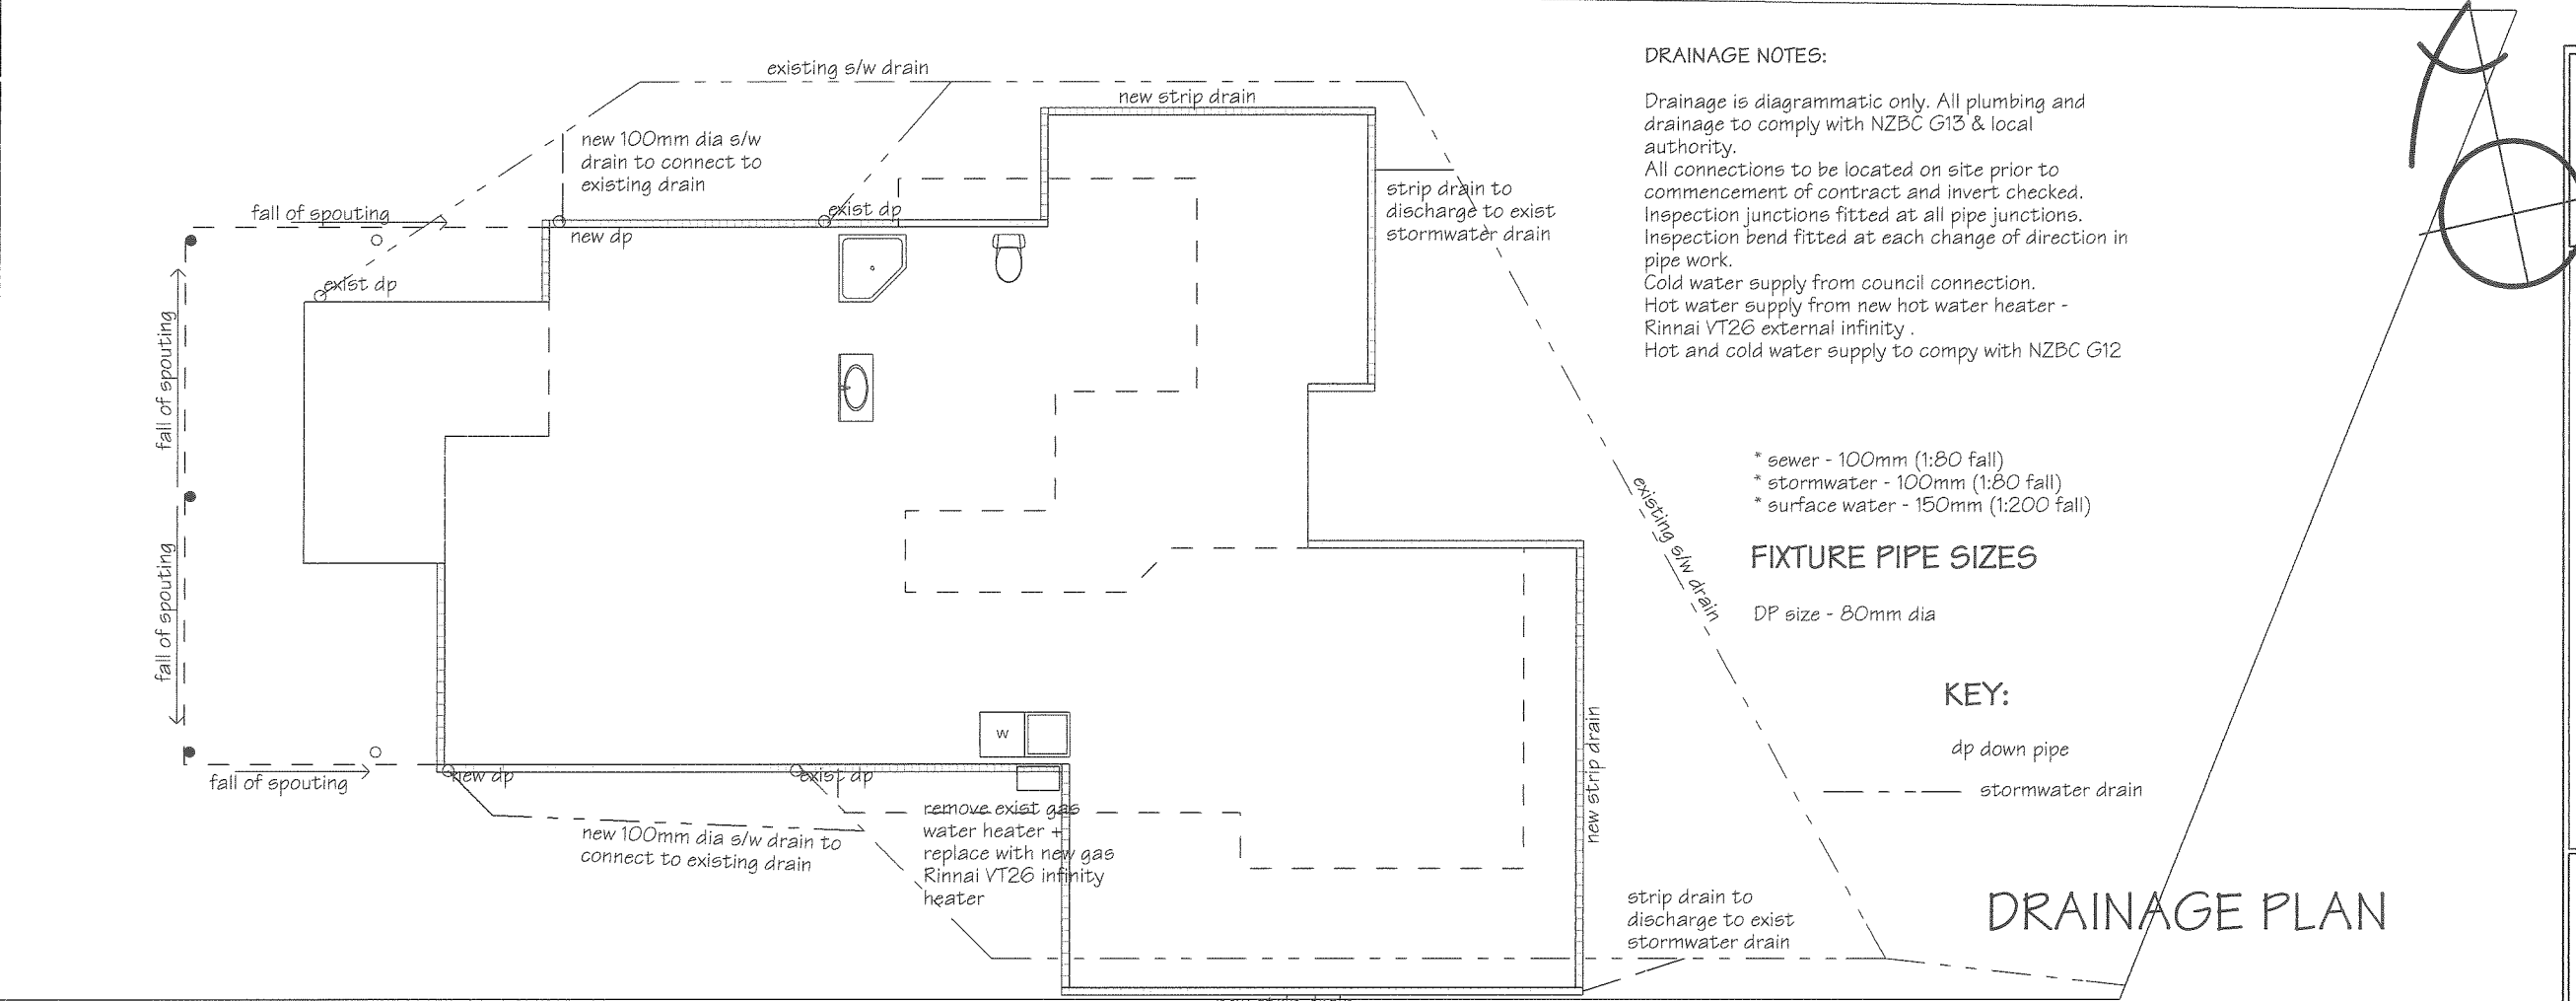 existing s/w drain
new strip drain
new 100mm dia s/w
drain to connect to
existing drain
fall of spouting
exist dp
new dp
exist dp
strip drain to
discharge to exist
stormwater drain
fall of spouting
fall of spouting
fall of spouting
new dp
exist dp
W
new 100mm dia s/w drain to
connect to existing drain
remove exist gas
water heater +
replace with new gas
Rinnai VT26 infinity
heater
new strip drain
existing s/w drain
strip drain to
discharge to exist
stormwater drain
DRAINAGE NOTES:
Drainage is diagrammatic only. All plumbing and
drainage to comply with NZBC G13 & local
authority.
All connections to be located on site prior to
commencement of contract and invert checked.
Inspection junctions fitted at all pipe junctions.
Inspection bend fitted at each change of direction in
pipe work.
Cold water supply from council connection.
Hot water supply from new hot water heater -
Rinnai VT26 external infinity .
Hot and cold water supply to compy with NZBC G12
* sewer - 100mm (1:80 fall)
* stormwater - 100mm (1:80 fall)
* surface water - 150mm (1:200 fall)
FIXTURE PIPE SIZES
DP size - 80mm dia
KEY:
dp down pipe
stormwater drain
DRAINAGE PLAN